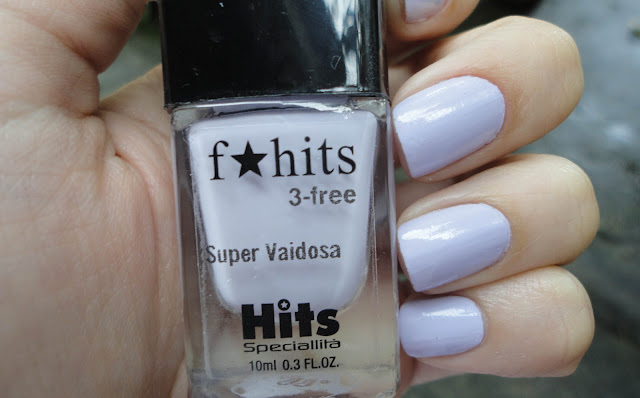 f★hits
3-free
Super Vaidosa
Hits
Speciallità
10ml 0.3 FL.OZ.